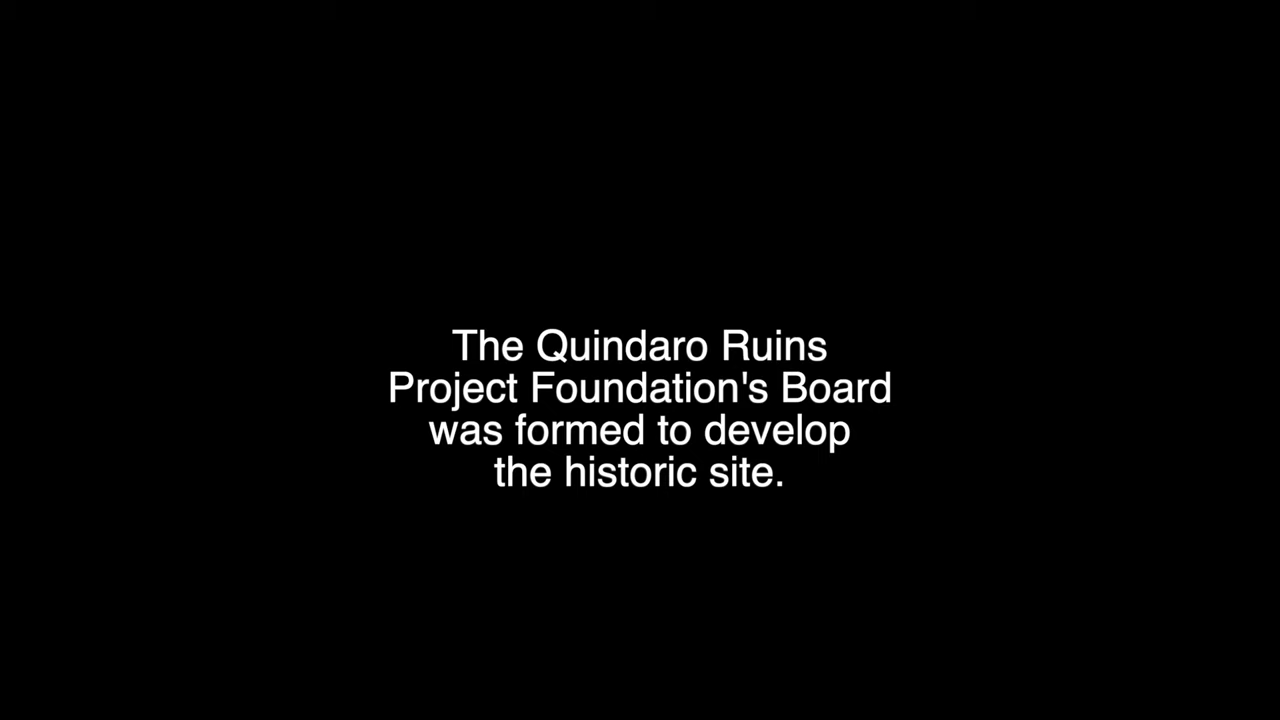 The Quindaro Ruins
Project Foundation's Board
was formed to develop
the historic site.